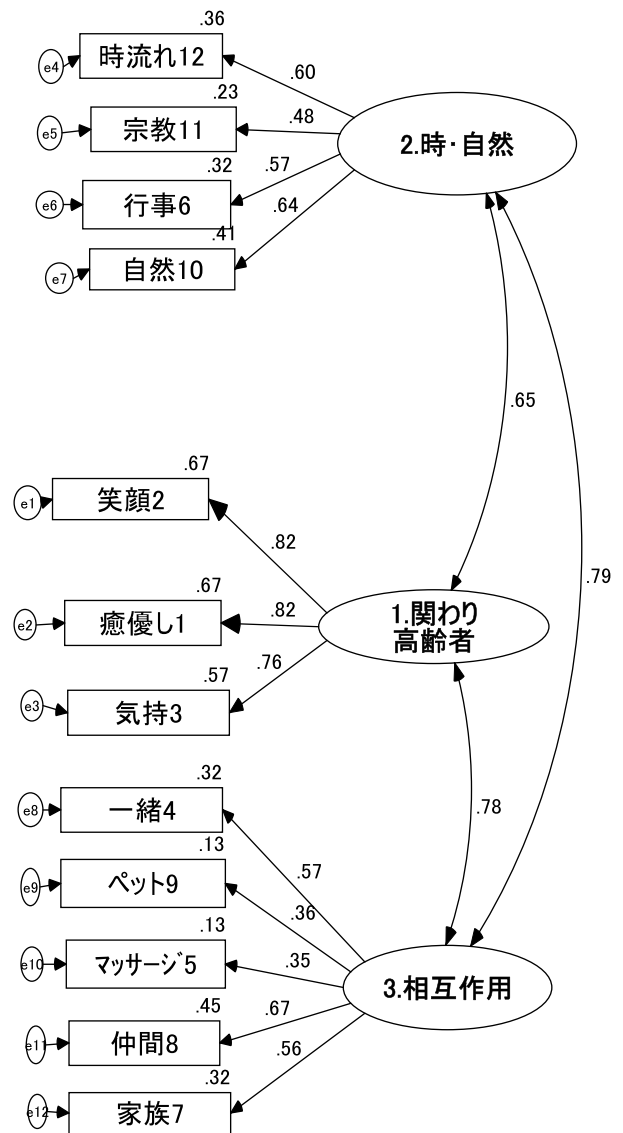 .36
e4
時流れ12
.60
.23
e5
宗教11
.48
2.時・自然
.32
.57
e6
行事6
.64
.41
e7
自然10
.65
.67
e1
笑顔2
.82
.79
.67
e2
癒優し1
.82
1.関わり
高齢者
.76
.57
e3
気持3
.32
e8
一緒4
.78
.13
.57
e9
ペット9
.36
.13
e10
マッサージ5
.35
3.相互作用
.45
.67
e11
仲間8
.56
.32
e12
家族7